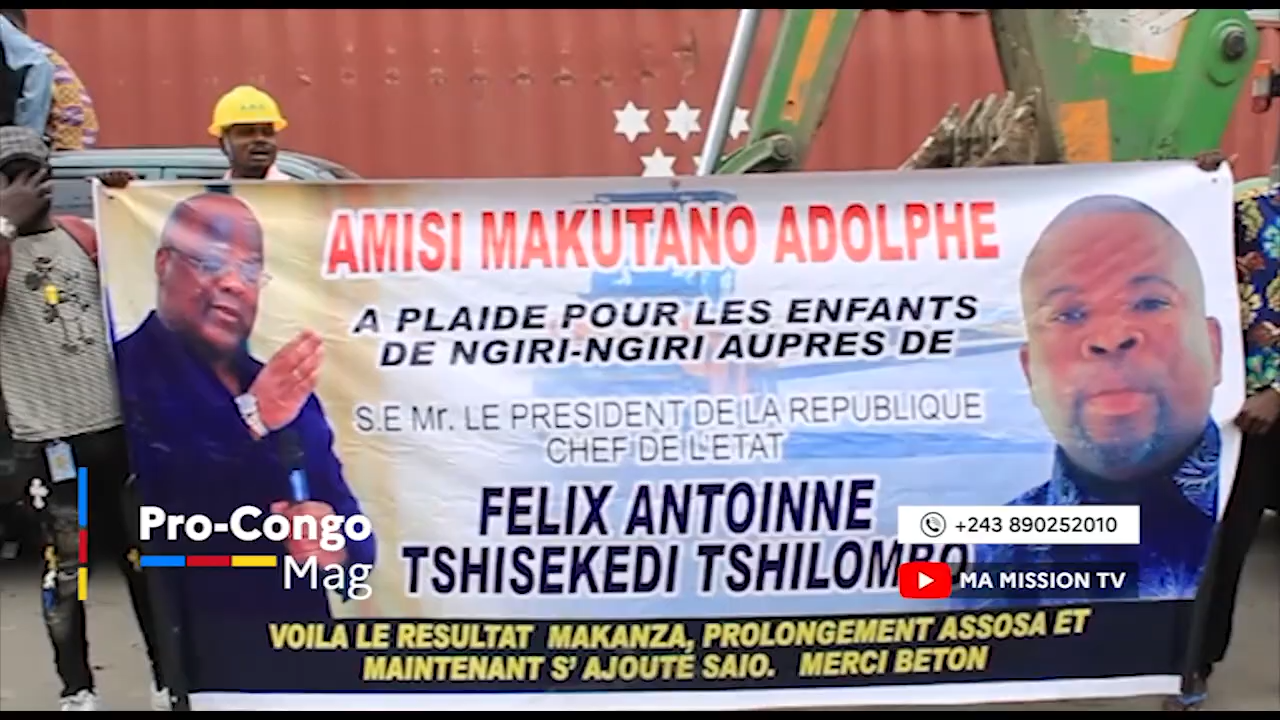 AMISI MAKUTANO ADOLPHE
A PLAIDE POUR LES ENFANTS
DE NGIRI-NGIRI AUPRES DE
S.E Mr. LE PRESIDENT DE LA REPUBLIQUE
CHEF DE L'ETAT
FELIX ANTOINNE
TSHISEKEDI TSHILOMBO
VOILA LE RESULTAT MAKANZA, PROLONGEMENT ASSOSA ET
MAINTENANT S' AJOUTE SAIO. MERCI BETON
Pro-Congo
Mag
+243 890252010
MA MISSION TV